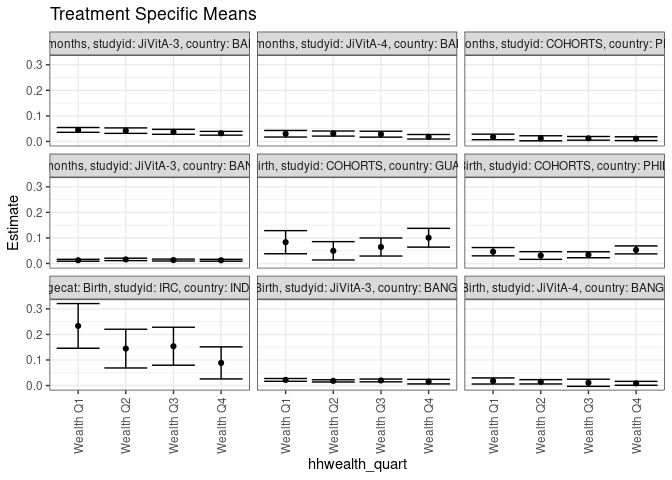 Treatment Specific Means
months, studyid: JiVitA-3, country: BAN
months, studyid: JiVitA-4, country: BAN
onths, studyid: COHORTS, country: P
0.3
0.2
0.1
0.0
months, studyid: JiVitA-3, country: BAN
Birth, studyid: COHORTS, country: GUA
Birth, studyid: COHORTS, country: PHIL
0.3
0.2
0.1
0.0
gecat: Birth, studyid: IRC, country: IND
Birth, studyid: JiVitA-3, country: BANG
Birth, studyid: JiVitA-4, country: BANG
0.3
0.2
0.1
0.0
Estimate
Wealth Q1
Wealth Q2
Wealth Q3
Wealth Q4
Wealth Q1
Wealth Q2
Wealth Q3
Wealth Q4
Wealth Q1
Wealth Q2
Wealth Q3
Wealth Q4
hhwealth_quart